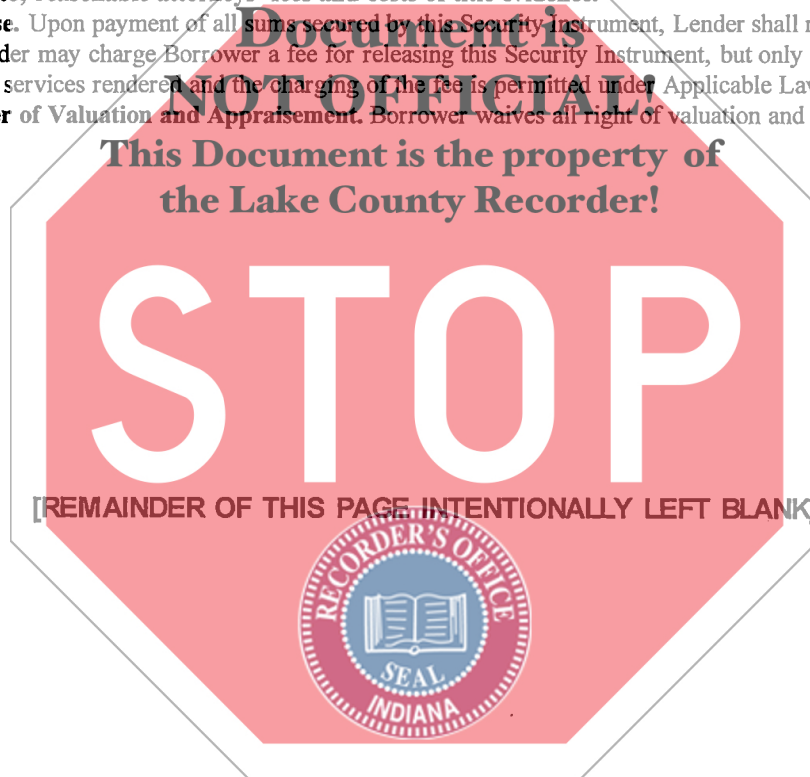 se. Upon payment of all sums secured by this Security Instrument, Lender shall
der may charge Borrower a fee for releasing this Security Instrument, but only
services rendered and the charging of the fee is permitted under Applicable La
er of Valuation and Appraisement. Borrower waives all right of valuation and
Document is
NOT OFFICIAL!
This Document is the property of
the Lake County Recorder!
STOP
[REMAINDER OF THIS PAGE INTENTIONALLY LEFT BLANK
RECORDER'S OFFICE
SEAL
INDIANA